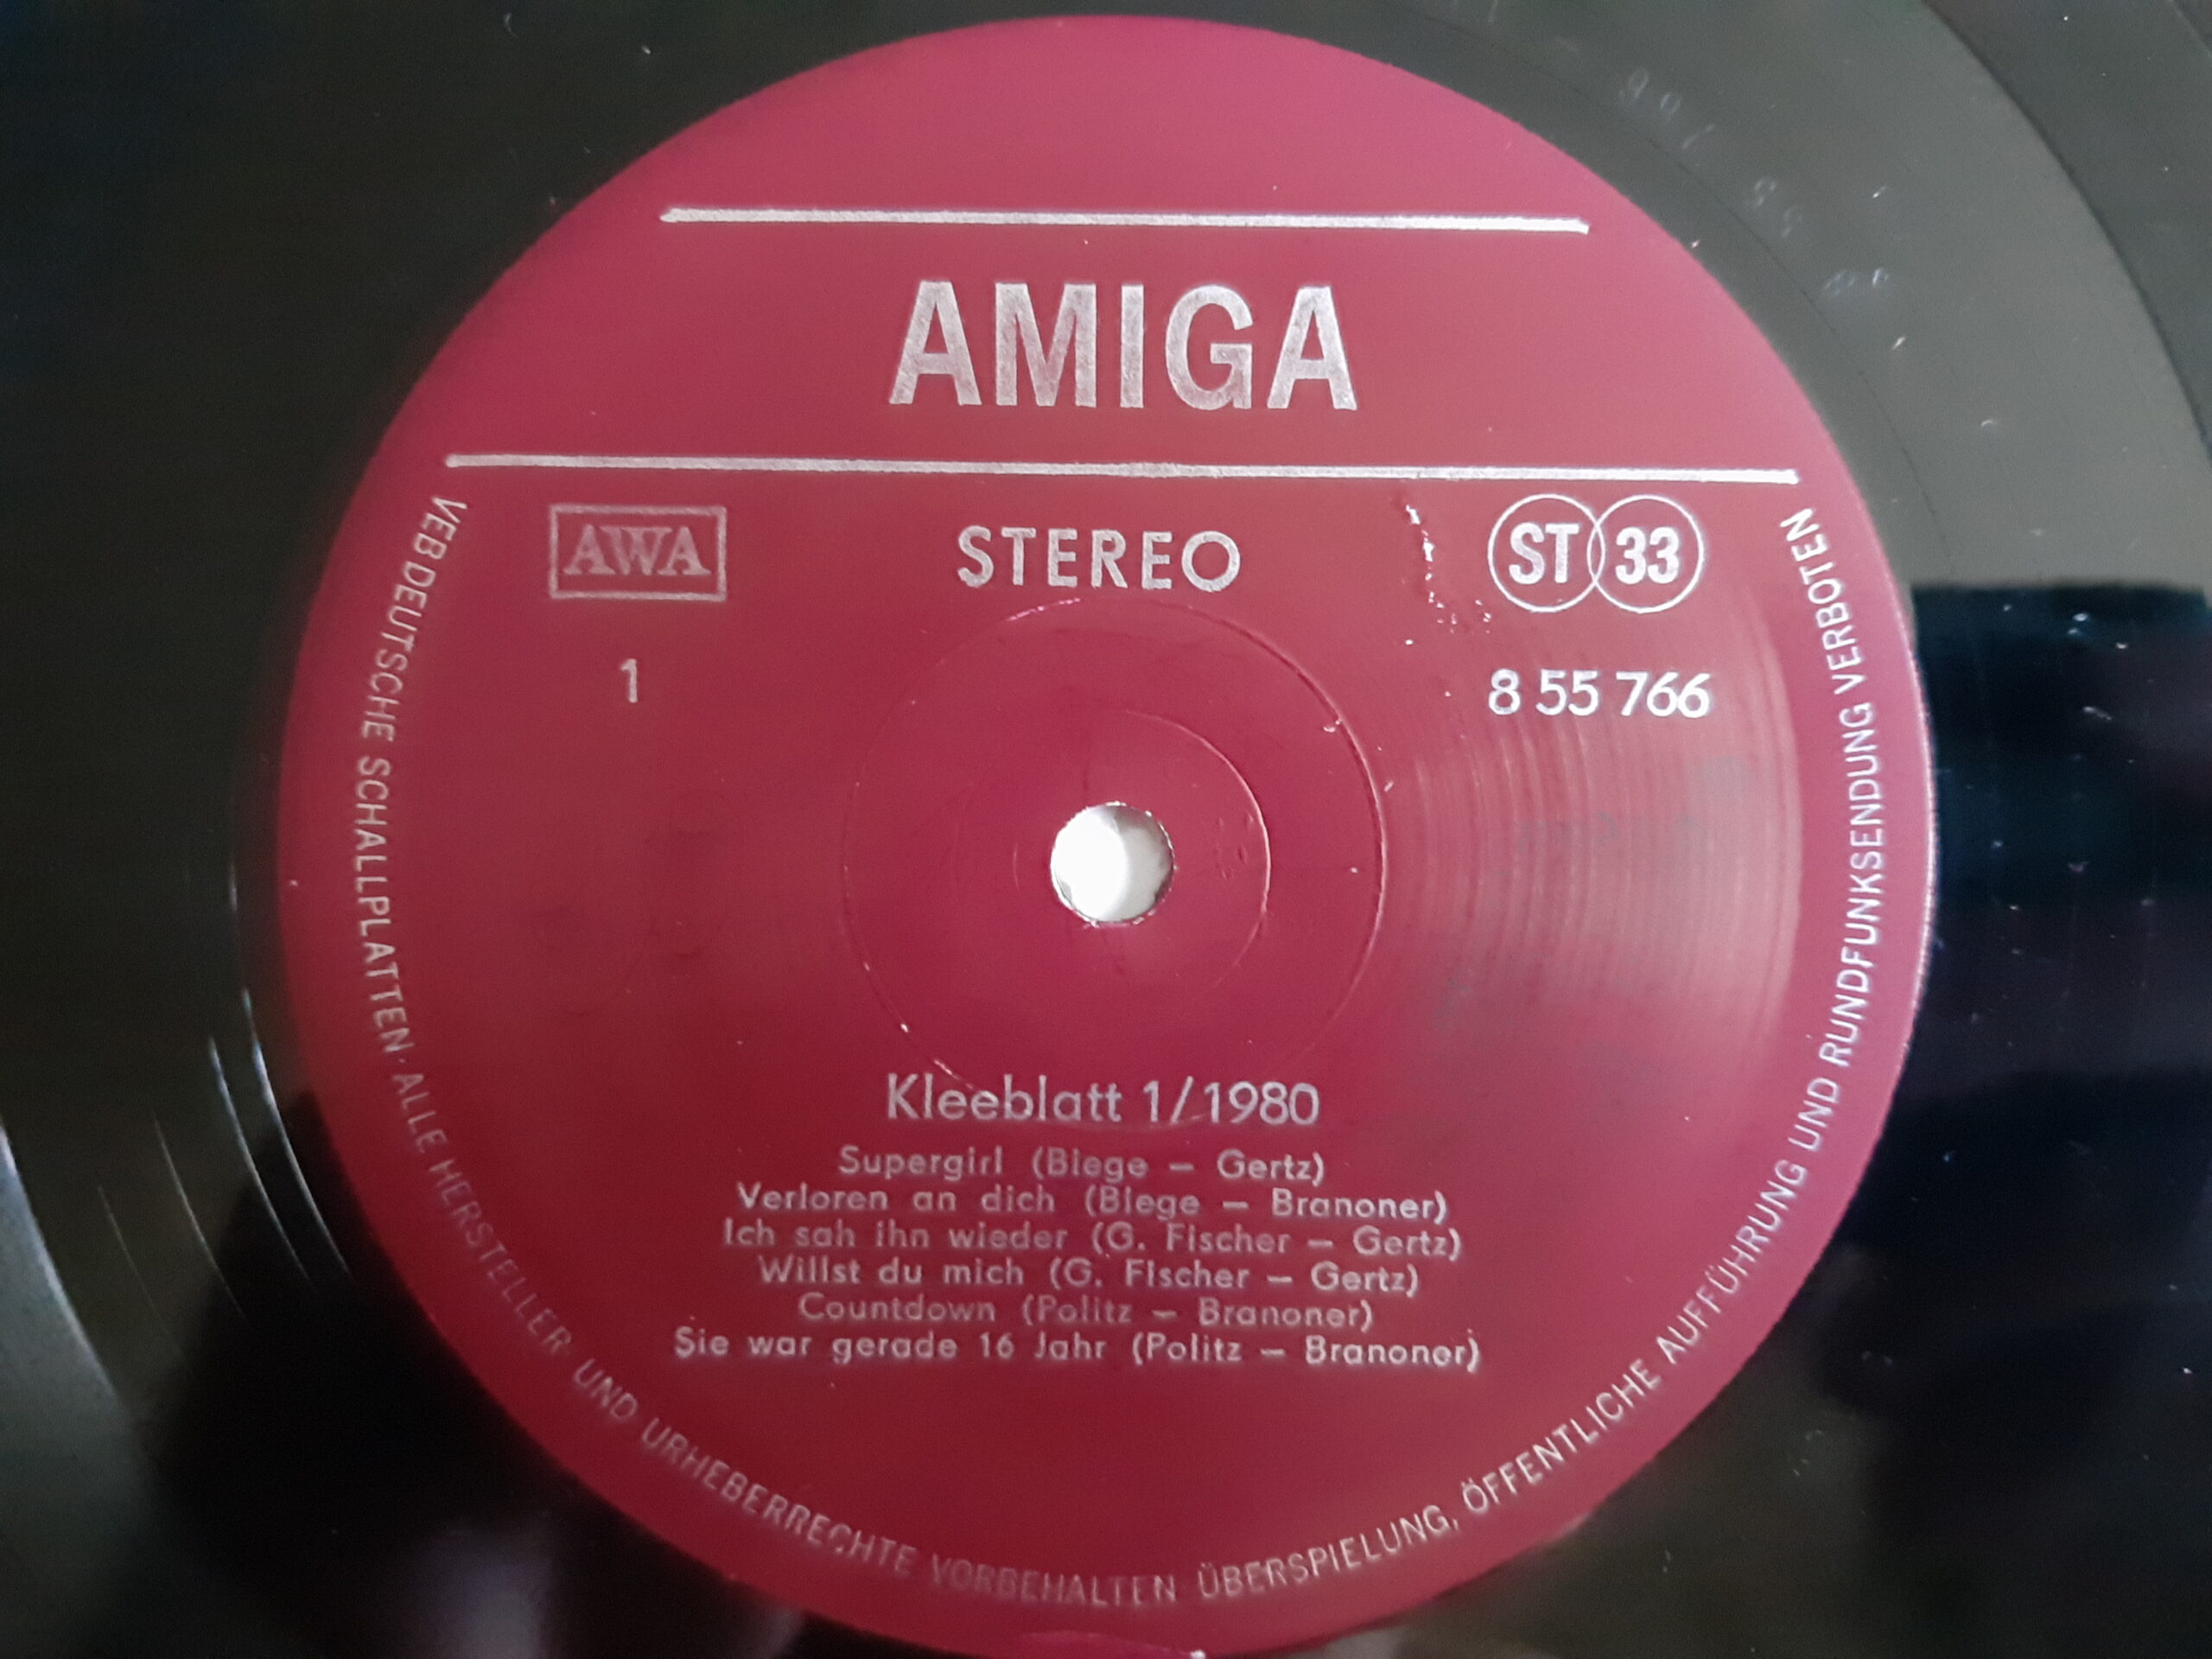 AMIGA
AWA
STEREO
ST 33
1
8 55 766
Kleeblatt 1/1980
Supergirl (Biege – Gertz)
Verloren an dich (Biege – Branoner)
Ich sah ihn wieder (G. Fischer – Gertz)
Willst du mich (G. Fischer – Gertz)
Countdown (Politz – Branoner)
Sie war gerade 16 Jahr (Politz – Branoner)
VEB DEUTSCHE SCHALLPLATTEN · ALLE HERSTELLER- UND URHEBERRECHTE VORBEHALTEN ÜBERSPIELUNG, ÖFFENTLICHE AUFFÜHRUNG UND RUNDFUNKSENDUNG VERBOTEN